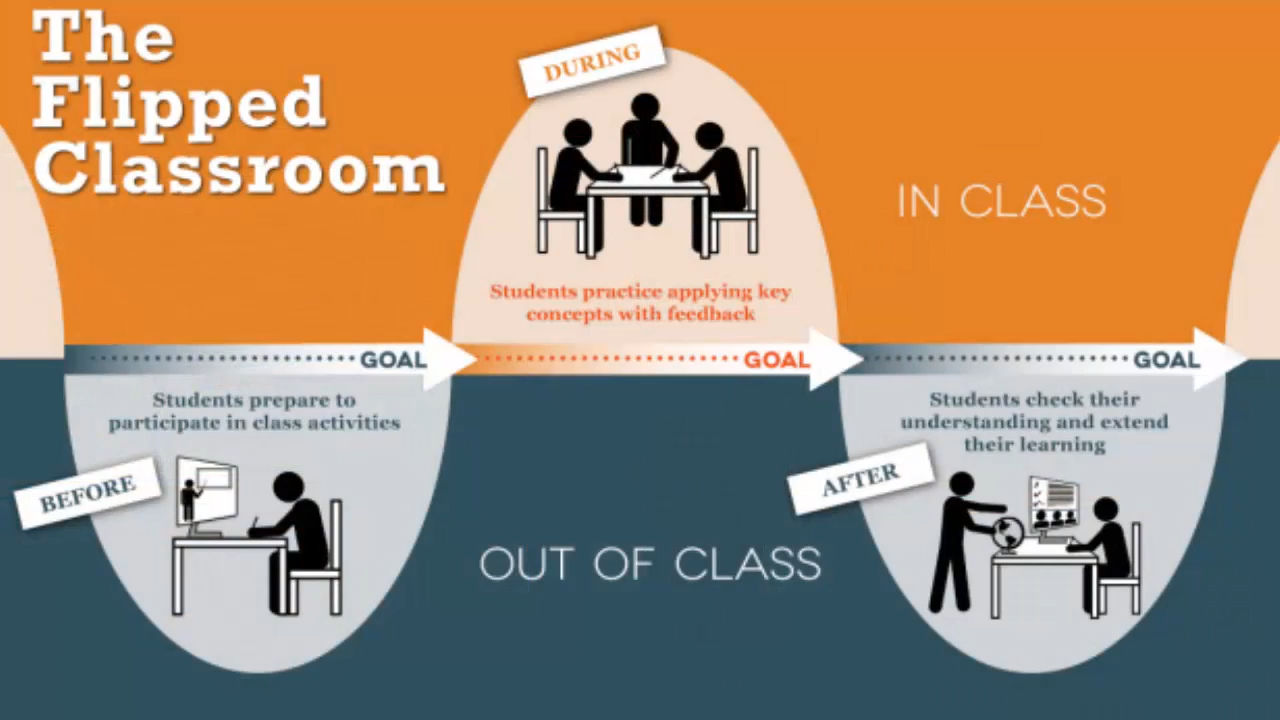 The
Flipped
Classroom
DURING
IN CLASS
Students practice applying key
concepts with feedback
GOAL
GOAL
GOAL
Students prepare to
participate in class activities
BEFORE
OUT OF CLASS
Students check their
understanding and extend
their learning
AFTER